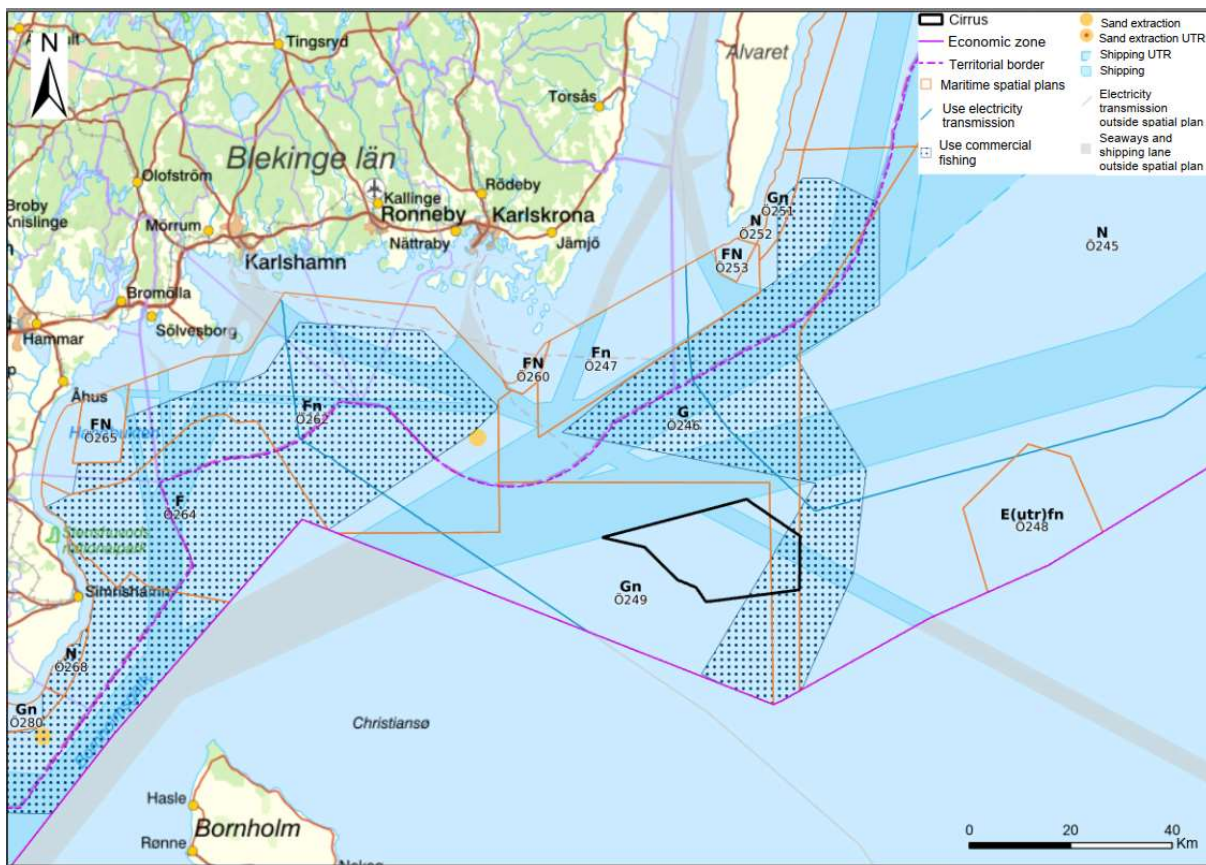 Cirrus
Economic zone
Territorial border
Maritime spatial plans
Use electricity
transmission
Use commercial
fishing
Sand extraction
Sand extraction UTR
Shipping UTR
Shipping
Electricity
transmission
outside spatial plan
Seaways and
shipping lane
outside spatial plan
N
Tingsryd
Alvaret
Torsås
Blekinge län
Olofström
Kallinge
Rödeby
Broby
Knislinge
Ronneby
Karlskrona
Mörrum
Nättraby
Jämjö
Karlshamn
Bromölla
Sölvesborg
Hammar
Åhus
Gn
Ö251
N
Ö252
FN
Ö253
N
Ö245
Fn
Ö247
FN
Ö260
Fn
Ö262
G
Ö246
FN
Ö265
F
Ö264
E(utr)fn
Ö248
Gn
Ö249
Simrishamn
N
Ö268
Gn
Ö280
Christiansø
Hasle
Bornholm
Rønne
0 20 40
Km